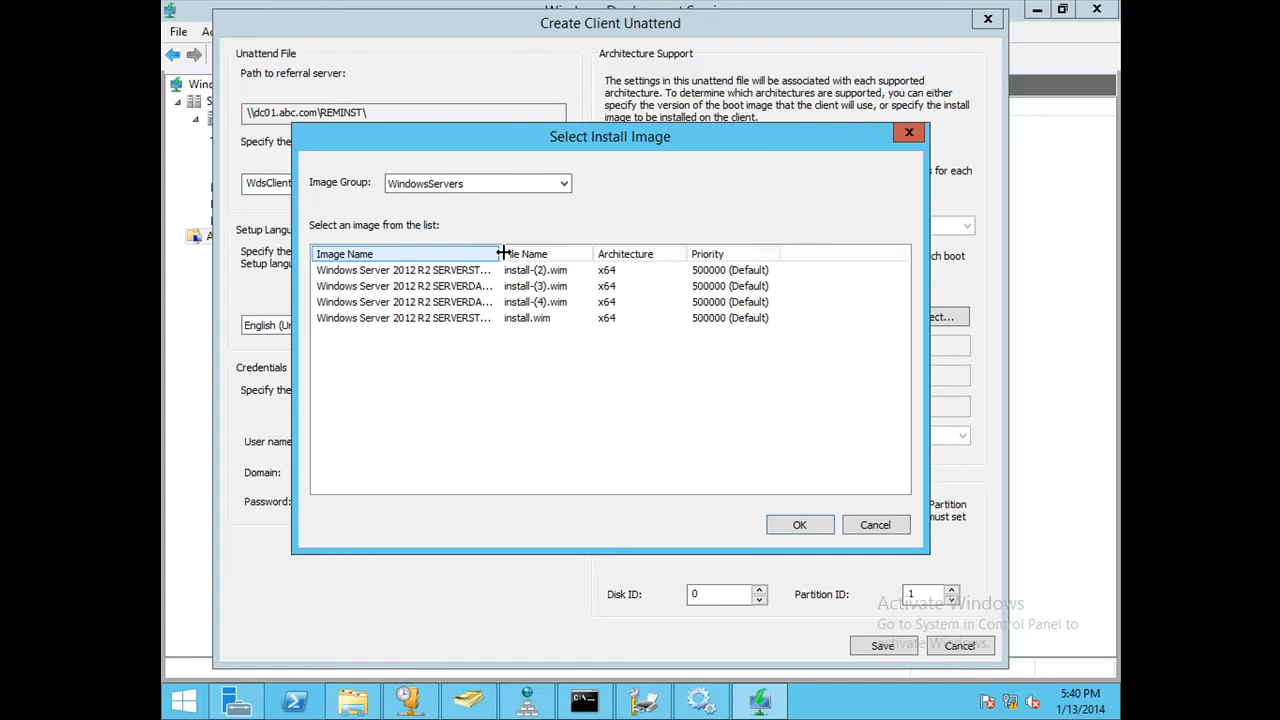 Create Client Unattend
File
Unattend File
Architecture Support
Path to referral server:
The settings in this unattend file will be associated with each supported
architecture. To determine which architectures are supported, you can either
specify the version of the boot image that the client will use, or specify the install
image to be installed on the client.
\\dc01.abc.com\REMINST\
Specify the
Select Install Image
for each
WdsClient
Image Group:
WindowsServers
Select an image from the list:
Setup
Specify the
Setup
each boot
Image Name
Name
Architecture
Priority
Windows Server 2012 R2 SERVERST... install-(2).wim x64 500000 (Default)
Windows Server 2012 R2 SERVERDA... install-(3).wim x64 500000 (Default)
Windows Server 2012 R2 SERVERDA... install-(4).wim x64 500000 (Default)
Windows Server 2012 R2 SERVERST... install.wim x64 500000 (Default)
English
Credentials
Specify the
User name
Domain:
Password:
Partition
must set
OK
Cancel
Disk ID:
0
Partition ID:
1
Activate Windows
Go to System in Control Panel to
activate Windows.
Save
Cancel
5:40 PM
1/13/2014